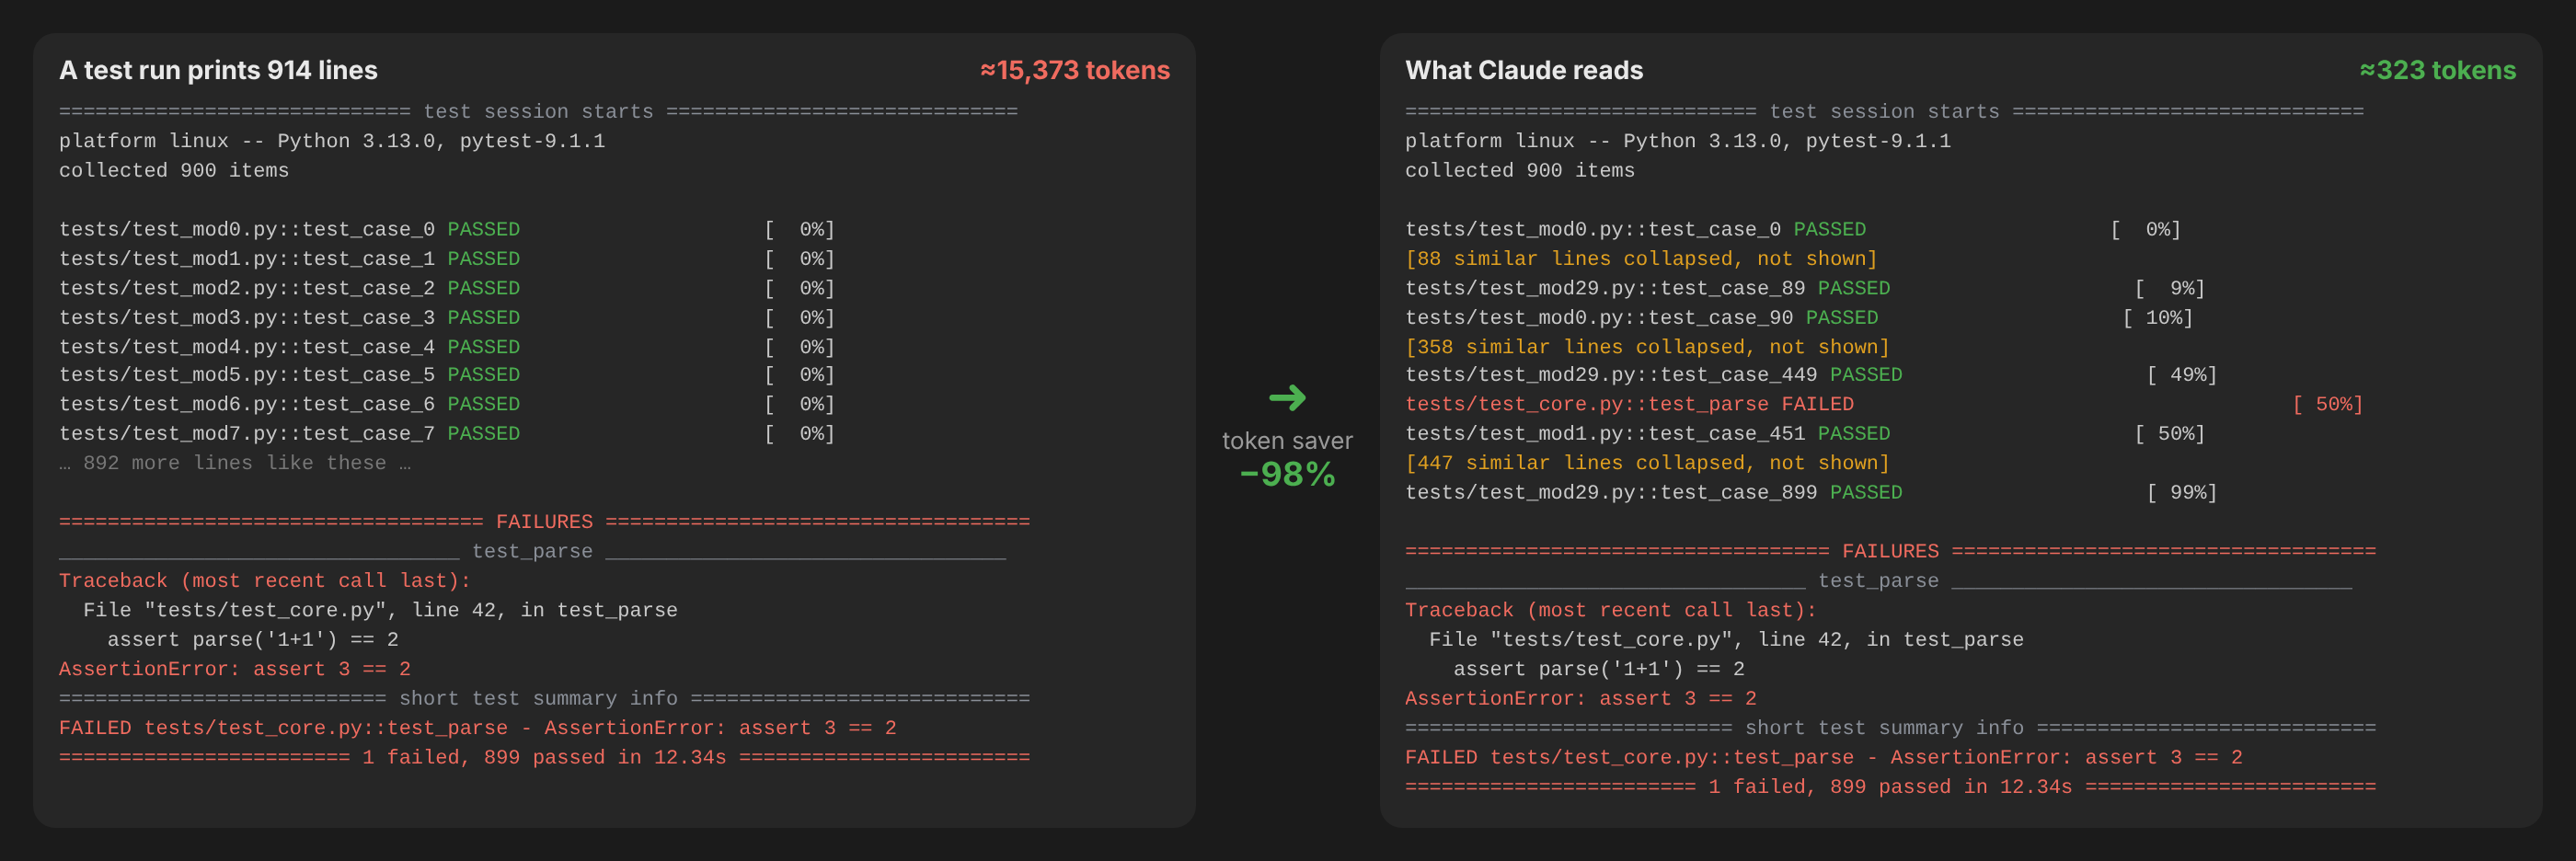 A test run prints 914 lines ≈15,373 tokens
============================= test session starts =============================
platform linux -- Python 3.13.0, pytest-9.1.1
collected 900 items

tests/test_mod0.py::test_case_0 PASSED                    [  0%]
tests/test_mod1.py::test_case_1 PASSED                    [  0%]
tests/test_mod2.py::test_case_2 PASSED                    [  0%]
tests/test_mod3.py::test_case_3 PASSED                    [  0%]
tests/test_mod4.py::test_case_4 PASSED                    [  0%]
tests/test_mod5.py::test_case_5 PASSED                    [  0%]
tests/test_mod6.py::test_case_6 PASSED                    [  0%]
tests/test_mod7.py::test_case_7 PASSED                    [  0%]
… 892 more lines like these …

=================================== FAILURES ===================================
_________________________________ test_parse _________________________________
Traceback (most recent call last):
  File "tests/test_core.py", line 42, in test_parse
    assert parse('1+1') == 2
AssertionError: assert 3 == 2
=========================== short test summary info ============================
FAILED tests/test_core.py::test_parse - AssertionError: assert 3 == 2
======================== 1 failed, 899 passed in 12.34s ========================
➜
token saver
−98%
What Claude reads ≈323 tokens
============================= test session starts =============================
platform linux -- Python 3.13.0, pytest-9.1.1
collected 900 items

tests/test_mod0.py::test_case_0 PASSED                    [  0%]
[88 similar lines collapsed, not shown]
tests/test_mod29.py::test_case_89 PASSED                    [  9%]
tests/test_mod0.py::test_case_90 PASSED                    [ 10%]
[358 similar lines collapsed, not shown]
tests/test_mod29.py::test_case_449 PASSED                    [ 49%]
tests/test_core.py::test_parse FAILED                                    [ 50%]
tests/test_mod1.py::test_case_451 PASSED                    [ 50%]
[447 similar lines collapsed, not shown]
tests/test_mod29.py::test_case_899 PASSED                    [ 99%]

=================================== FAILURES ===================================
_________________________________ test_parse _________________________________
Traceback (most recent call last):
  File "tests/test_core.py", line 42, in test_parse
    assert parse('1+1') == 2
AssertionError: assert 3 == 2
=========================== short test summary info ============================
FAILED tests/test_core.py::test_parse - AssertionError: assert 3 == 2
======================== 1 failed, 899 passed in 12.34s ========================